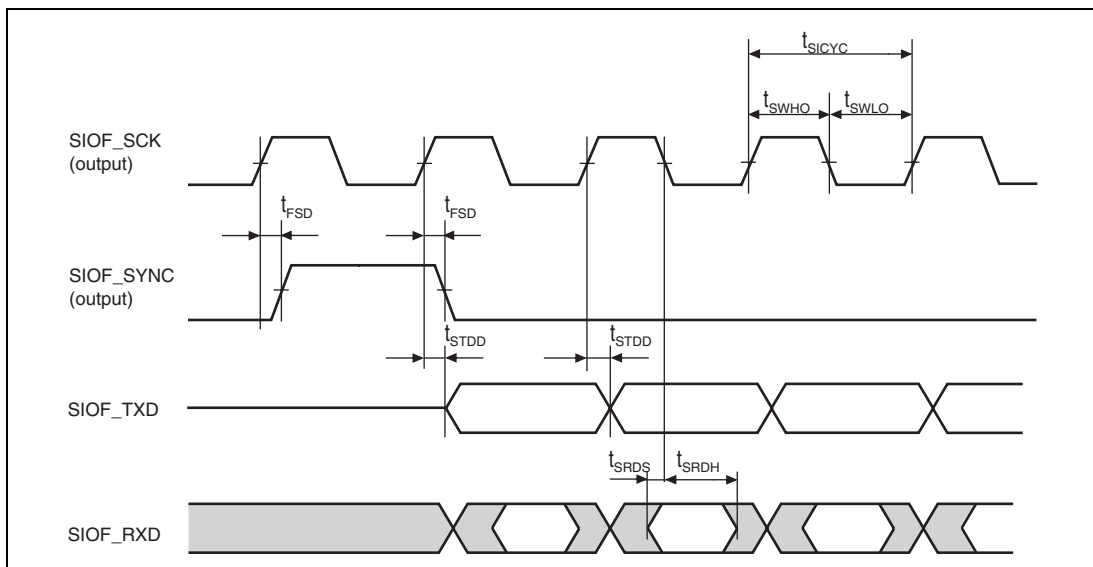 tSICYC
tSWHO tSWLO
SIOF_SCK
(output)
tFSD tFSD
SIOF_SYNC
(output)
tSTDD tSTDD
SIOF_TXD
tSRDS tSRDH
SIOF_RXD